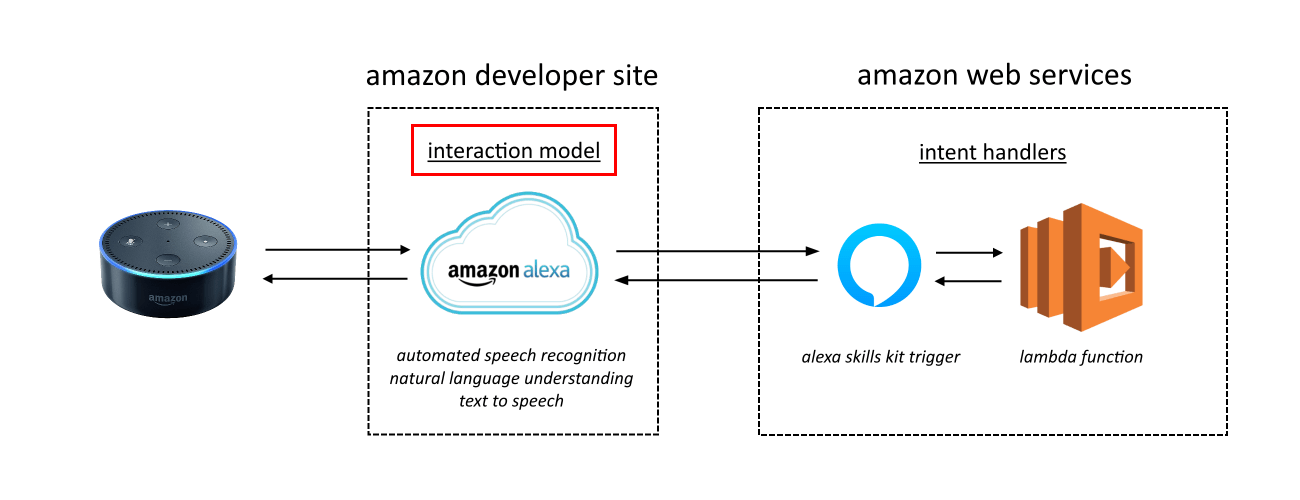 amazon developer site
amazon web services
interaction model
intent handlers
amazon
amazon alexa
automated speech recognition
natural language understanding
text to speech
alexa skills kit trigger
lambda function